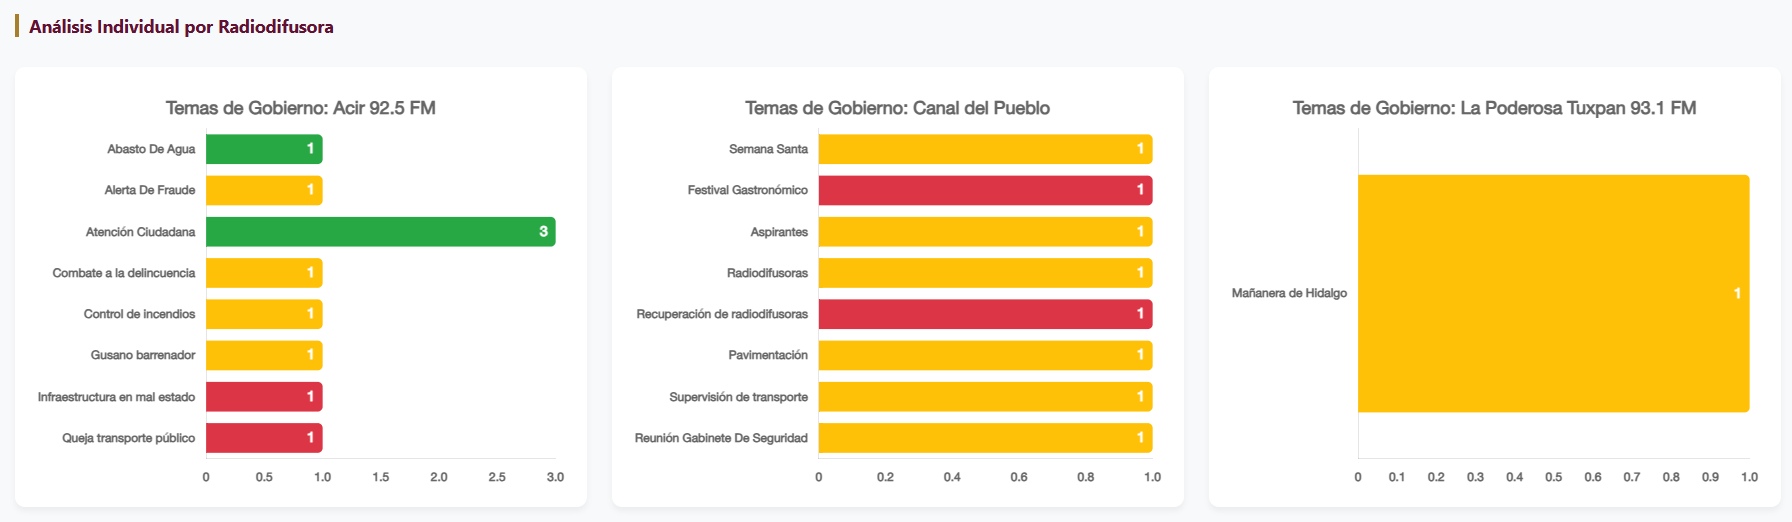 Análisis Individual por Radiodifusora
Temas de Gobierno: Acir 92.5 FM
Abasto De Agua 1
Alerta De Fraude 1
Atención Ciudadana 3
Combate a la delincuencia 1
Control de incendios 1
Gusano barrenador 1
Infraestructura en mal estado 1
Queja transporte público 1
0 0.5 1.0 1.5 2.0 2.5 3.0
Temas de Gobierno: Canal del Pueblo
Semana Santa 1
Festival Gastronómico 1
Aspirantes 1
Radiodifusoras 1
Recuperación de radiodifusoras 1
Pavimentación 1
Supervisión de transporte 1
Reunión Gabinete De Seguridad 1
0 0.2 0.4 0.6 0.8 1.0
Temas de Gobierno: La Poderosa Tuxpan 93.1 FM
Mañanera de Hidalgo 1
0 0.1 0.2 0.3 0.4 0.5 0.6 0.7 0.8 0.9 1.0